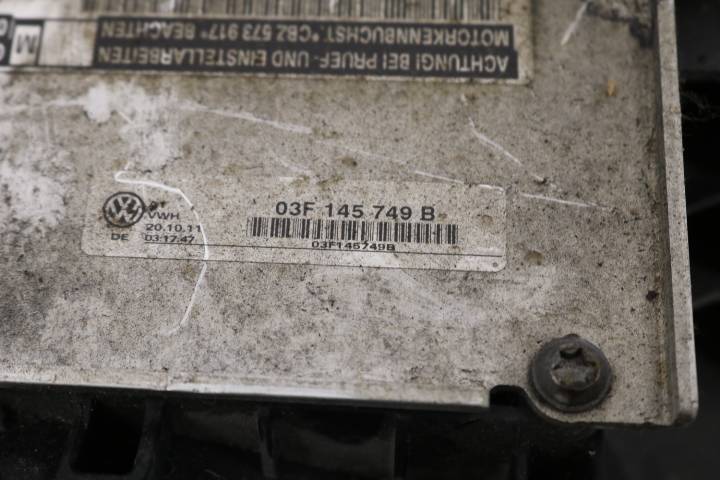 ACHTUNG! BEI PRUEF- UND EINSTELLARBEITEN
MOTORKENNBUCHST. "CBZ 573 917" BEACHTEN
M
03F 145 749 B
VWH
20.10.11
DE 03:17:47
03F145749B